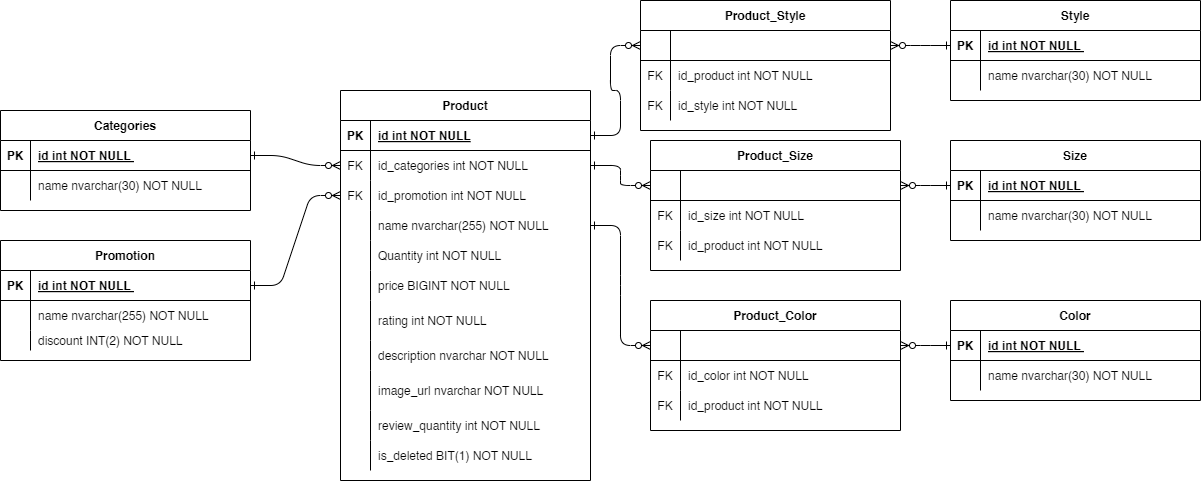 Categories
PK id int NOT NULL
name nvarchar(30) NOT NULL
Promotion
PK id int NOT NULL
name nvarchar(255) NOT NULL
discount INT(2) NOT NULL
Product
PK id int NOT NULL
FK id_categories int NOT NULL
FK id_promotion int NOT NULL
name nvarchar(255) NOT NULL
Quantity int NOT NULL
price BIGINT NOT NULL
rating int NOT NULL
description nvarchar NOT NULL
image_url nvarchar NOT NULL
review_quantity int NOT NULL
is_deleted BIT(1) NOT NULL
Product_Style
FK id_product int NOT NULL
FK id_style int NOT NULL
Style
PK id int NOT NULL
name nvarchar(30) NOT NULL
Product_Size
FK id_size int NOT NULL
FK id_product int NOT NULL
Size
PK id int NOT NULL
name nvarchar(30) NOT NULL
Product_Color
FK id_color int NOT NULL
FK id_product int NOT NULL
Color
PK id int NOT NULL
name nvarchar(30) NOT NULL